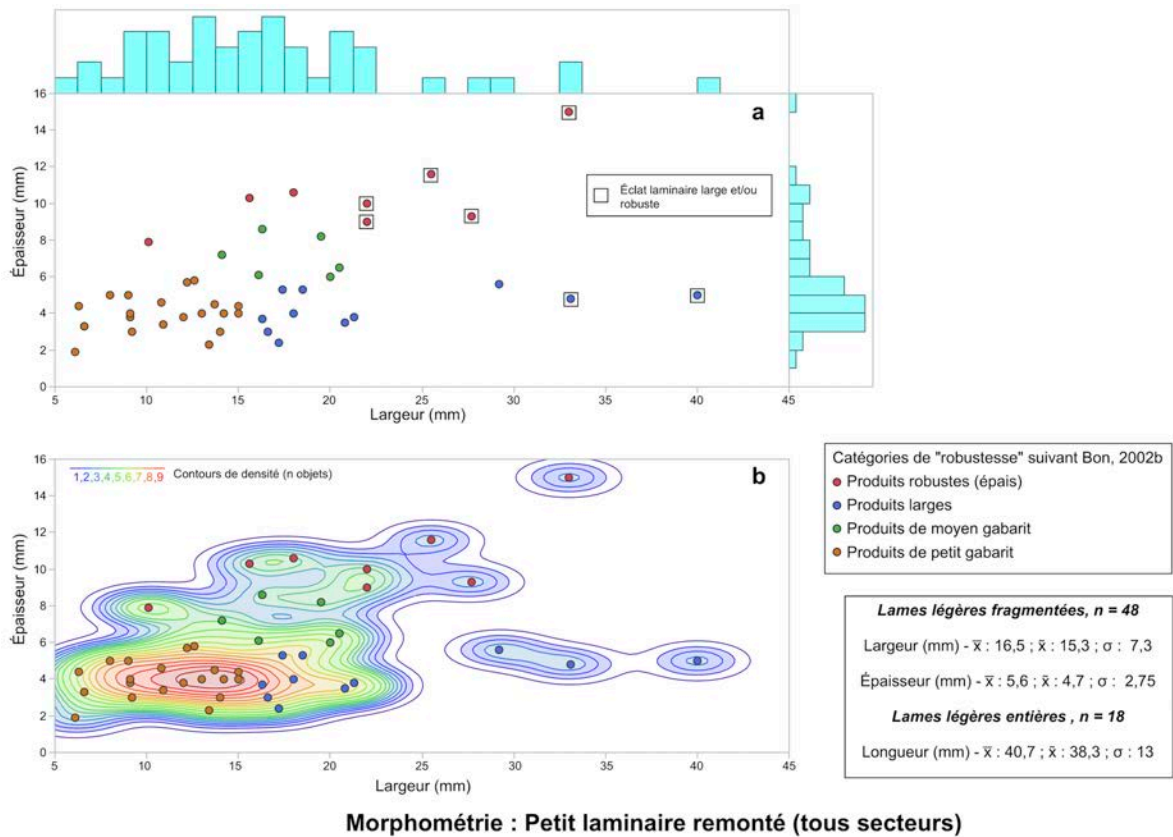 16
14
12
10
8
6
4
2
0
Épaisseur (mm)
a
Éclat laminaire large et/ou
robuste
5 10 15 20 25 30 35 40 45
Largeur (mm)
16
14
12
10
8
6
4
2
0
Épaisseur (mm)
1,2,3,4,5,6,7,8,9 Contours de densité (n objets)
b
5 10 15 20 25 30 35 40 45
Largeur (mm)
Catégories de "robustesse" suivant Bon, 2002b
Produits robustes (épais)
Produits larges
Produits de moyen gabarit
Produits de petit gabarit
Lames légères fragmentées, n = 48
Largeur (mm) - x̅ : 16,5 ; x̃ : 15,3 ; σ : 7,3
Épaisseur (mm) - x̅ : 5,6 ; x̃ : 4,7 ; σ : 2,75
Lames légères entières , n = 18
Longueur (mm) - x̅ : 40,7 ; x̃ : 38,3 ; σ : 13
Morphométrie : Petit laminaire remonté (tous secteurs)